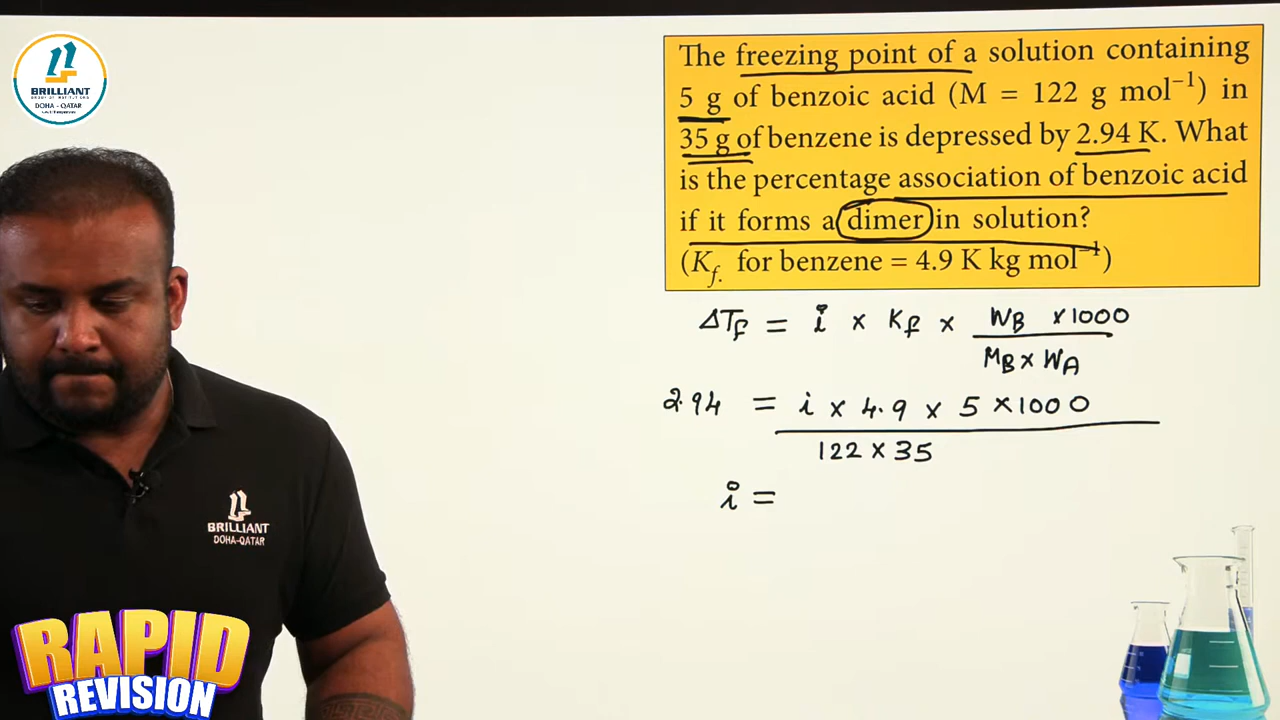 BRILLIANT
DOHA - QATAR
The freezing point of a solution containing
5 g of benzoic acid (M = 122 g mol⁻¹) in
35 g of benzene is depressed by 2.94 K. What
is the percentage association of benzoic acid
if it forms a dimer in solution?
(K_f. for benzene = 4.9 K kg mol⁻¹)
ΔT_f = i × K_f × W_B × 1000
M_B × W_A
2.94 = i × 4.9 × 5 × 1000
122 × 35
i =
BRILLIANT
DOHA-QATAR
RAPID
REVISION